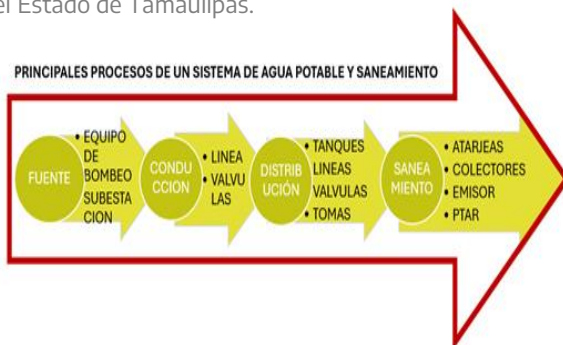 el Estado de Tamaulipas.
PRINCIPALES PROCESOS DE UN SISTEMA DE AGUA POTABLE Y SANEAMIENTO
FUENTE
• EQUIPO
DE
BOMBEO
SUBESTA
CION
CONDU
CCION
• LINEA
• VALVU
LAS
DISTRIB
UCIÓN
• TANQUES
LINEAS
VALVULAS
• TOMAS
SANEA
MIENTO
• ATARJEAS
• COLECTORES
• EMISOR
• PTAR